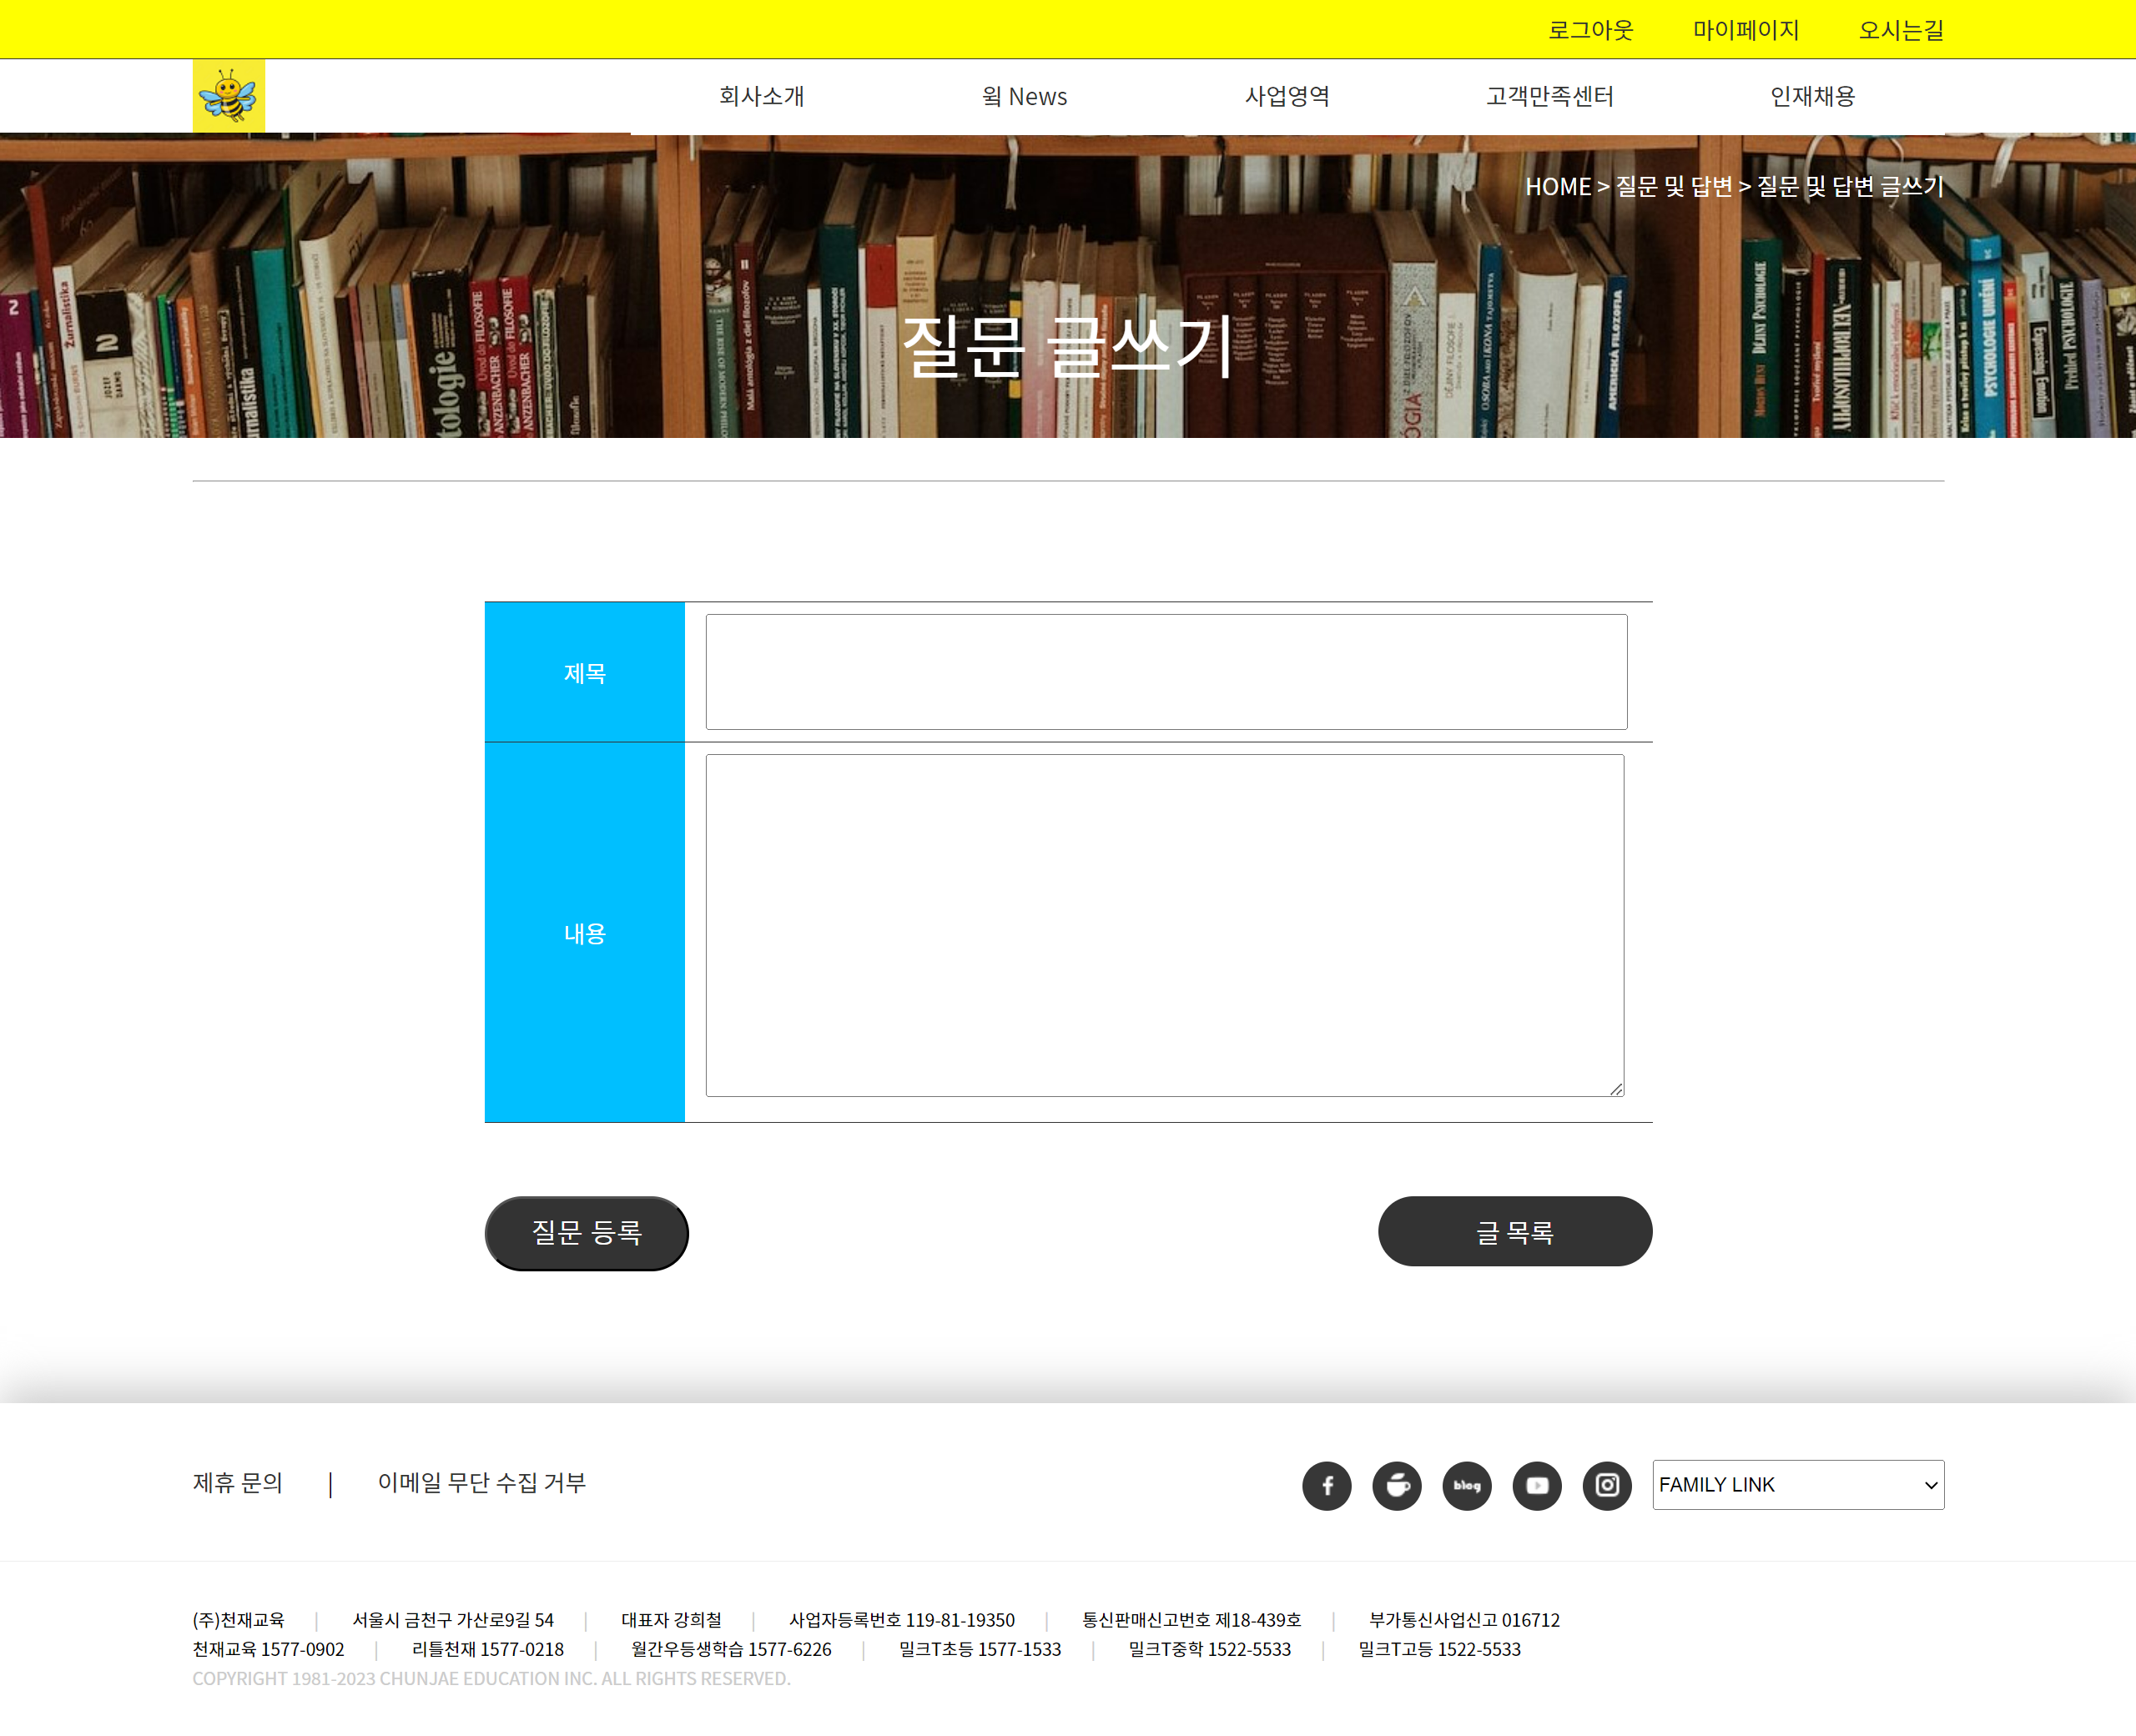 로그아웃 마이페이지 오시는길
회사소개 윅 News 사업영역 고객만족센터 인재채용
HOME > 질문 및 답변 > 질문 및 답변 글쓰기
질문 글쓰기
제목
내용
질문 등록 글 목록
제휴 문의 | 이메일 무단 수집 거부
blog
FAMILY LINK
(주)천재교육 | 서울시 금천구 가산로9길 54 | 대표자 강희철 | 사업자등록번호 119-81-19350 | 통신판매신고번호 제18-439호 | 부가통신사업신고 016712
천재교육 1577-0902 | 리틀천재 1577-0218 | 월간우등생학습 1577-6226 | 밀크T초등 1577-1533 | 밀크T중학 1522-5533 | 밀크T고등 1522-5533
COPYRIGHT 1981-2023 CHUNJAE EDUCATION INC. ALL RIGHTS RESERVED.